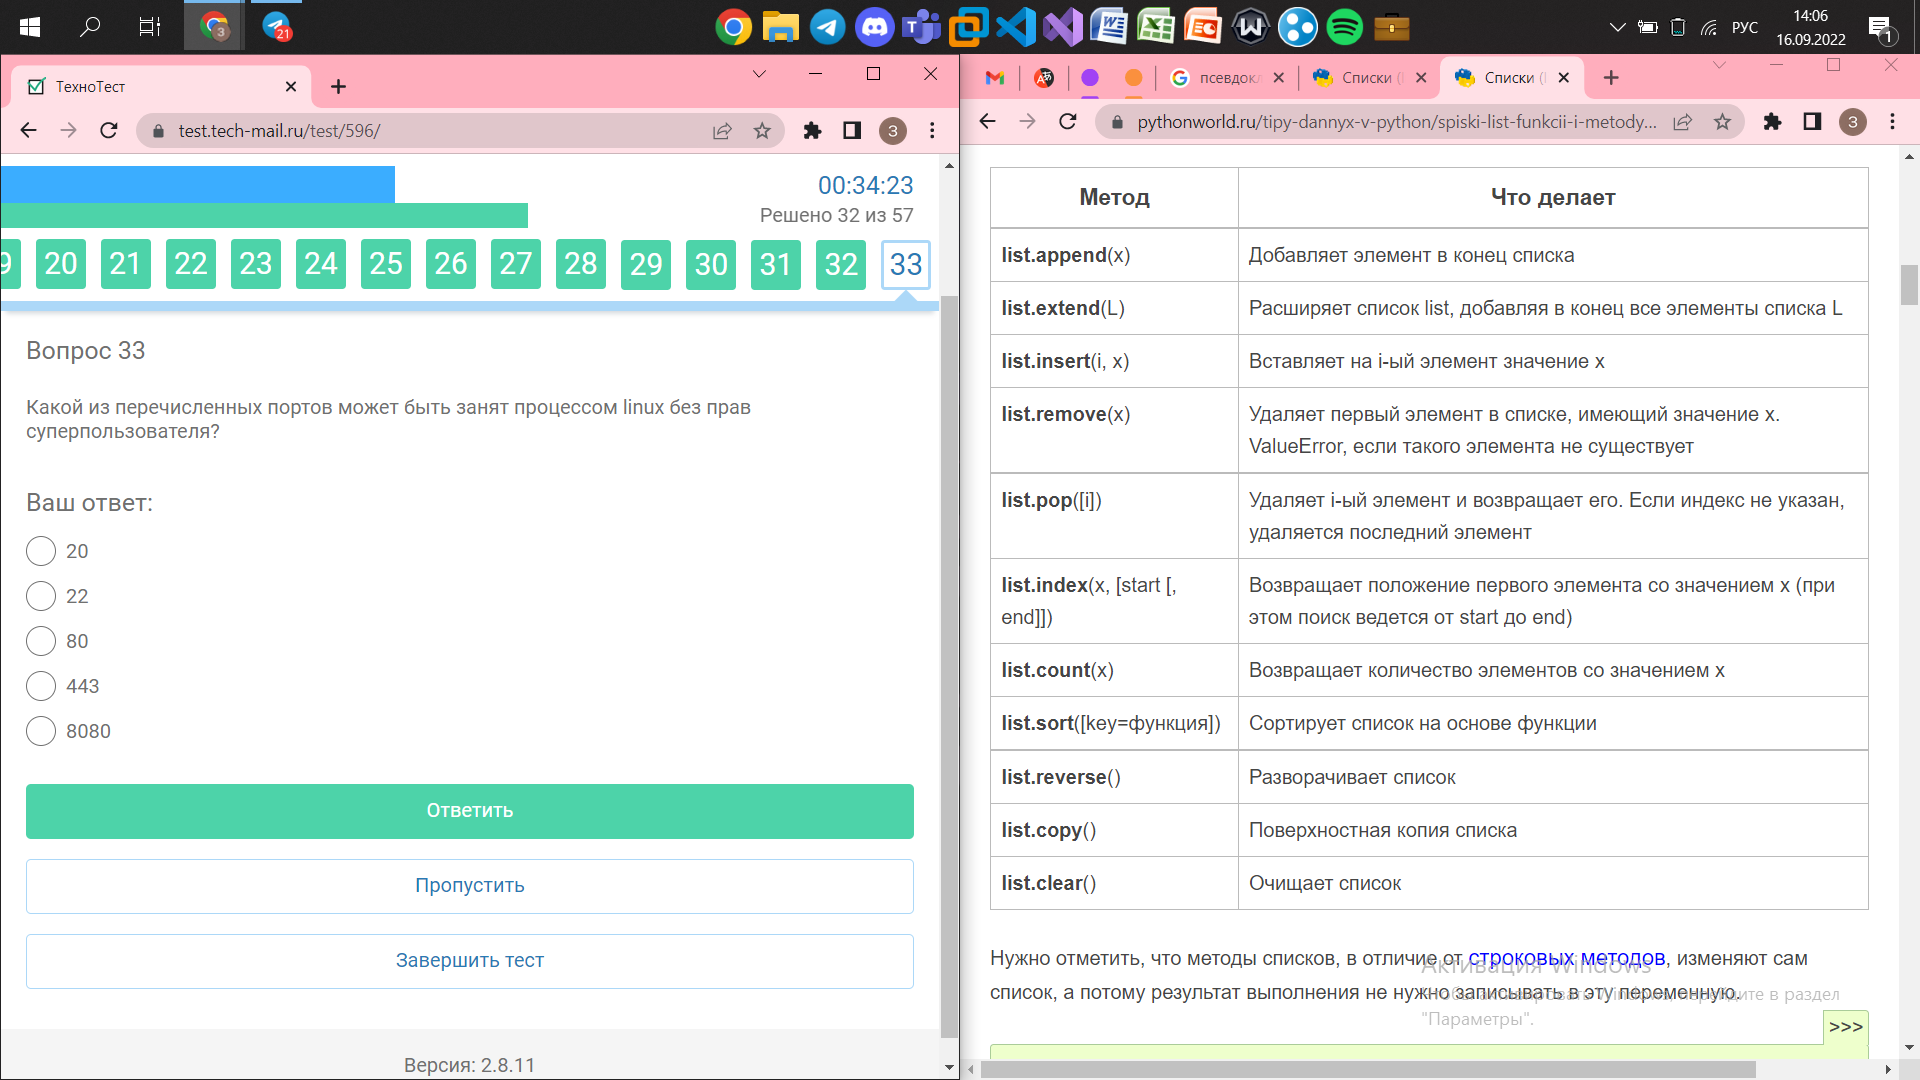 3
21
РУС
14:06
16.09.2022
1
ТехноТест
test.tech-mail.ru/test/596/
3
00:34:23
Решено 32 из 57
9 20 21 22 23 24 25 26 27 28 29 30 31 32 33
Вопрос 33
Какой из перечисленных портов может быть занят процессом linux без прав
суперпользователя?
Ваш ответ:
20
22
80
443
8080
Ответить
Пропустить
Завершить тест
Версия: 2.8.11
псевдокл
Списки (
Списки (
pythonworld.ru/tipy-dannyx-v-python/spiski-list-funkcii-i-metody...
3
Метод Что делает
list.append(x) Добавляет элемент в конец списка
list.extend(L) Расширяет список list, добавляя в конец все элементы списка L
list.insert(i, x) Вставляет на i-ый элемент значение x
list.remove(x) Удаляет первый элемент в списке, имеющий значение x.
ValueError, если такого элемента не существует
list.pop([i]) Удаляет i-ый элемент и возвращает его. Если индекс не указан,
удаляется последний элемент
list.index(x, [start [, Возвращает положение первого элемента со значением x (при
end]]) этом поиск ведется от start до end)
list.count(x) Возвращает количество элементов со значением x
list.sort([key=функция]) Сортирует список на основе функции
list.reverse() Разворачивает список
list.copy() Поверхностная копия списка
list.clear() Очищает список
Нужно отметить, что методы списков, в отличие от строковых методов, изменяют сам
список, а потому результат выполнения не нужно записывать в эту переменную.
Активация Windows
Чтобы активировать Windows, перейдите в раздел
"Параметры".
>>>